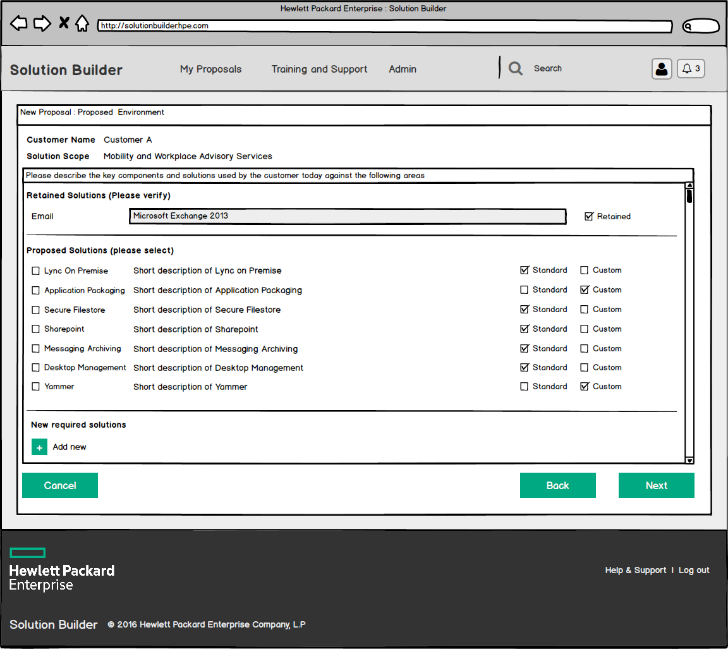 Hewlett Packard Enterprise : Solution Builder
http://solutionbuilderhpe.com
Solution Builder My Proposals Training and Support Admin Search 3
New Proposal : Proposed Environment
Customer Name Customer A
Solution Scope Mobility and Workplace Advisory Services
Please describe the key components and solutions used by the customer today against the following areas
Retained Solutions (Please verify)
Email Microsoft Exchange 2013 Retained
Proposed Solutions (please select)
Lync On Premise Short description of Lync on Premise Standard Custom
Application Packaging Short description of Application Packaging Standard Custom
Secure Filestore Short description of Secure Filestore Standard Custom
Sharepoint Short description of Sharepoint Standard Custom
Messaging Archiving Short description of Messaging Archiving Standard Custom
Desktop Management Short description of Desktop Management Standard Custom
Yammer Short description of Yammer Standard Custom
New required solutions
+ Add new
Cancel Back Next
Hewlett Packard
Enterprise
Help & Support | Log out
Solution Builder © 2016 Hewlett Packard Enterprise Company, L.P